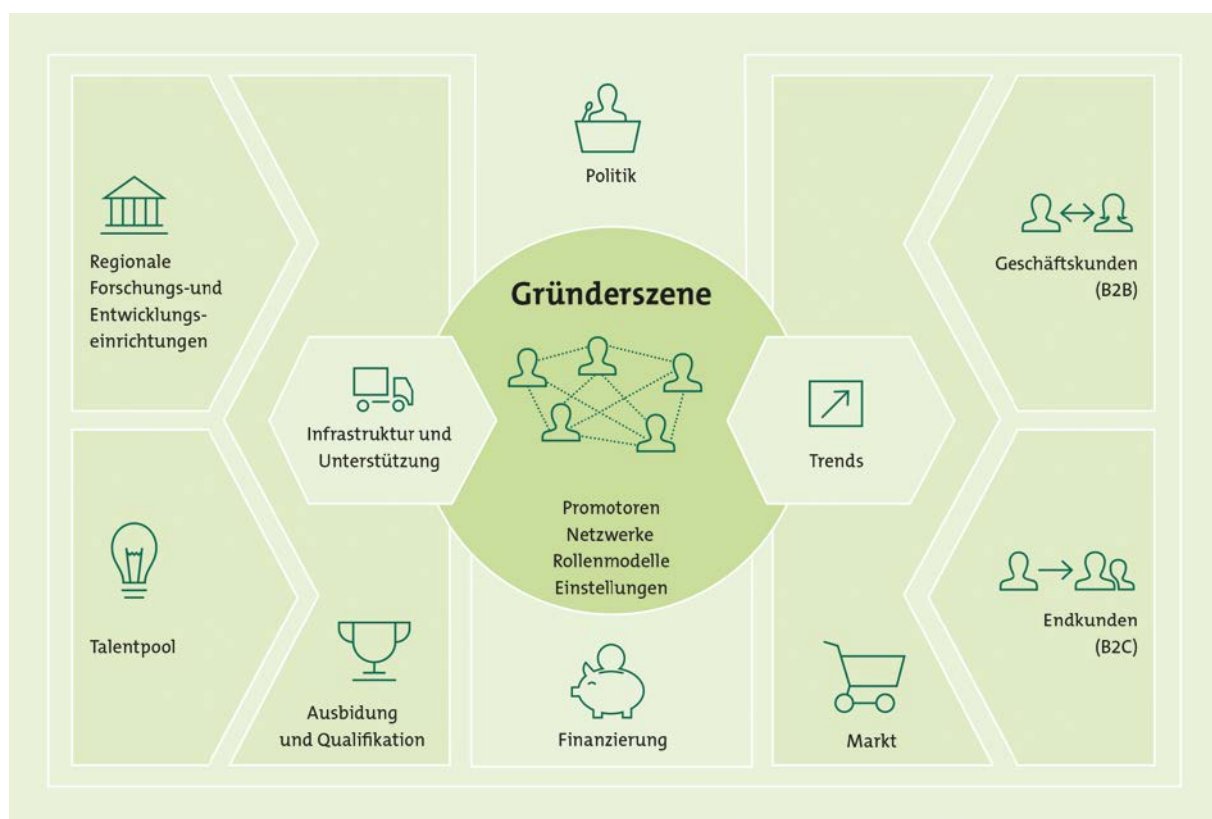 Politik
Regionale
Forschungs-und
Entwicklungs-
einrichtungen
Geschäftskunden
(B2B)
Gründerszene
Infrastruktur und
Unterstützung
Trends
Promotoren
Netzwerke
Rollenmodelle
Einstellungen
Talentpool
Endkunden
(B2C)
Ausbidung
und Qualifikation
Finanzierung
Markt